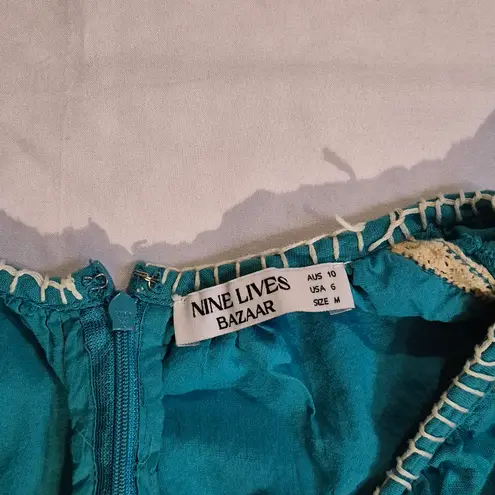 NINE LIVES
BAZAAR
AUS 10
USA 6
SIZE M